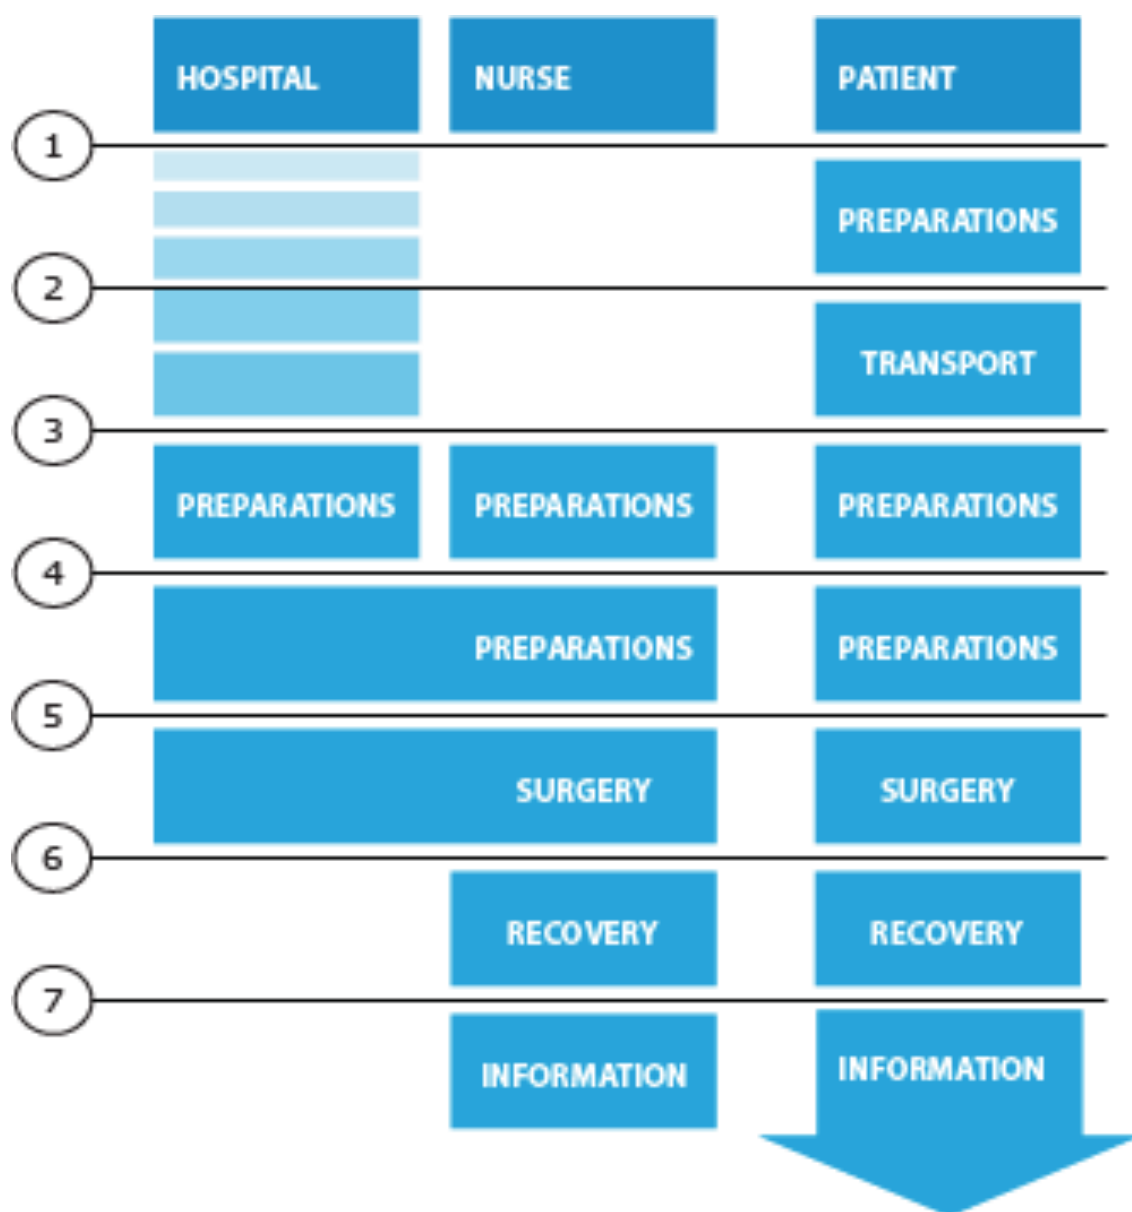 HOSPITAL NURSE PATIENT
1
PREPARATIONS
2
TRANSPORT
3
PREPARATIONS PREPARATIONS PREPARATIONS
4
PREPARATIONS PREPARATIONS
5
SURGERY SURGERY
6
RECOVERY RECOVERY
7
INFORMATION INFORMATION